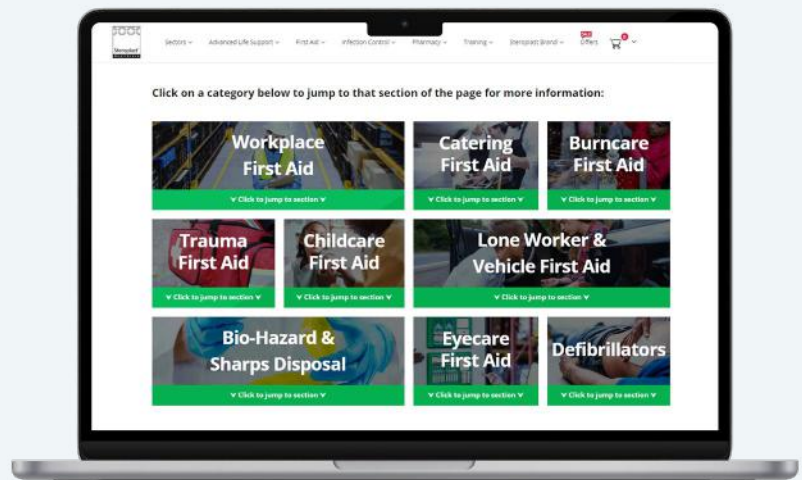 Steroplast
Sectors
Advanced Life Support
First Aid
Infection Control
Pharmacy
Training
Steroplast Brand
Offers
0
Click on a category below to jump to that section of the page for more information:
Workplace
First Aid
∨ Click to jump to section ∨
Catering
First Aid
∨ Click to jump to section ∨
Burncare
First Aid
∨ Click to jump to section ∨
Trauma
First Aid
∨ Click to jump to section ∨
Childcare
First Aid
∨ Click to jump to section ∨
Lone Worker &
Vehicle First Aid
∨ Click to jump to section ∨
Bio-Hazard &
Sharps Disposal
∨ Click to jump to section ∨
Eyecare
First Aid
∨ Click to jump to section ∨
Defibrillators
∨ Click to jump to section ∨